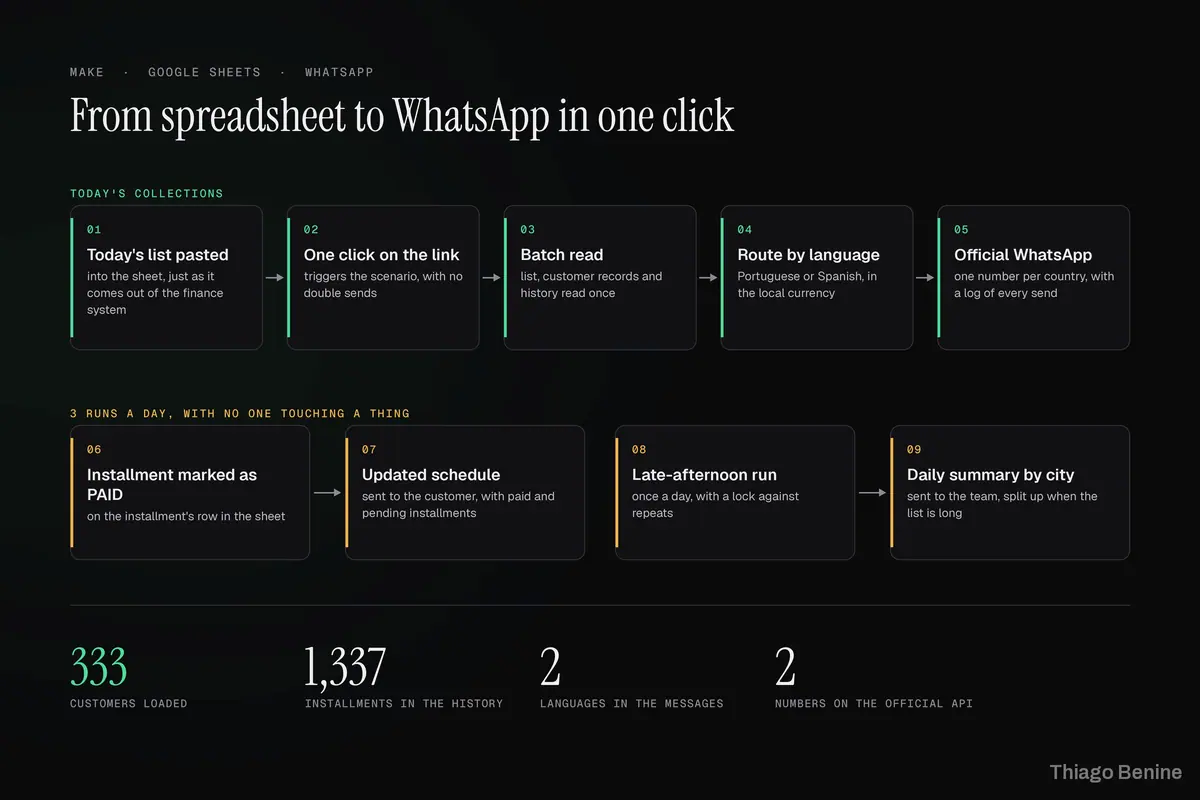 MAKE · GOOGLE SHEETS · WHATSAPP
From spreadsheet to WhatsApp in one click
TODAY'S COLLECTIONS
01
Today's list pasted
into the sheet, just as it
comes out of the finance
system
02
One click on the link
triggers the scenario, with no
double sends
03
Batch read
list, customer records and
history read once
04
Route by language
Portuguese or Spanish, in
the local currency
05
Official WhatsApp
one number per country, with
a log of every send
3 RUNS A DAY, WITH NO ONE TOUCHING A THING
06
Installment marked as
PAID
on the installment's row in the sheet
07
Updated schedule
sent to the customer, with paid and
pending installments
08
Late-afternoon run
once a day, with a lock against
repeats
09
Daily summary by city
sent to the team, split up when the
list is long
333
CUSTOMERS LOADED
1,337
INSTALLMENTS IN THE HISTORY
2
LANGUAGES IN THE MESSAGES
2
NUMBERS ON THE OFFICIAL API
Thiago Benine